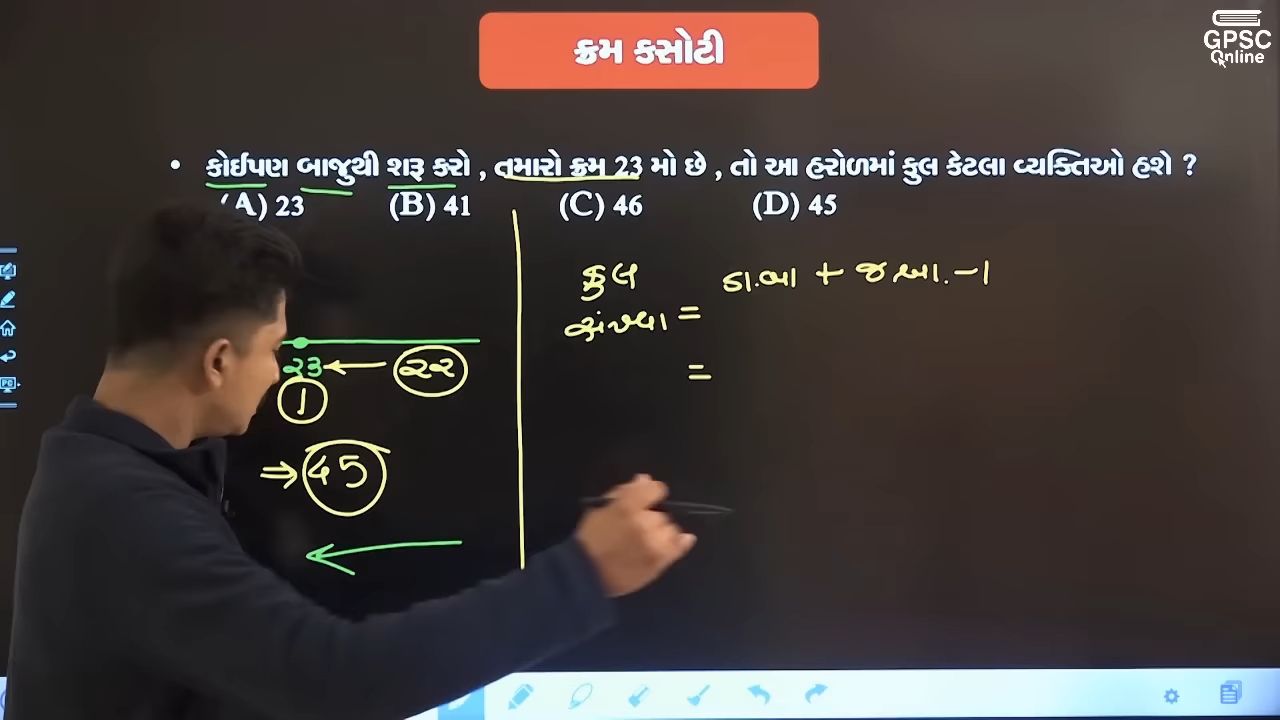 ક્રમ કસોટી
GPSC
Online
• કોઈપણ બાજુથી શરૂ કરો , તમારો ક્રમ 23 મો છે , તો આ હરોળમાં કુલ કેટલા વ્યક્તિઓ હશે ?
(A) 23 (B) 41 (C) 46 (D) 45
કુલ ડા.બા + જ.બા. -1
સંખ્યા =
=
23 ← 22
1
⇒ 45